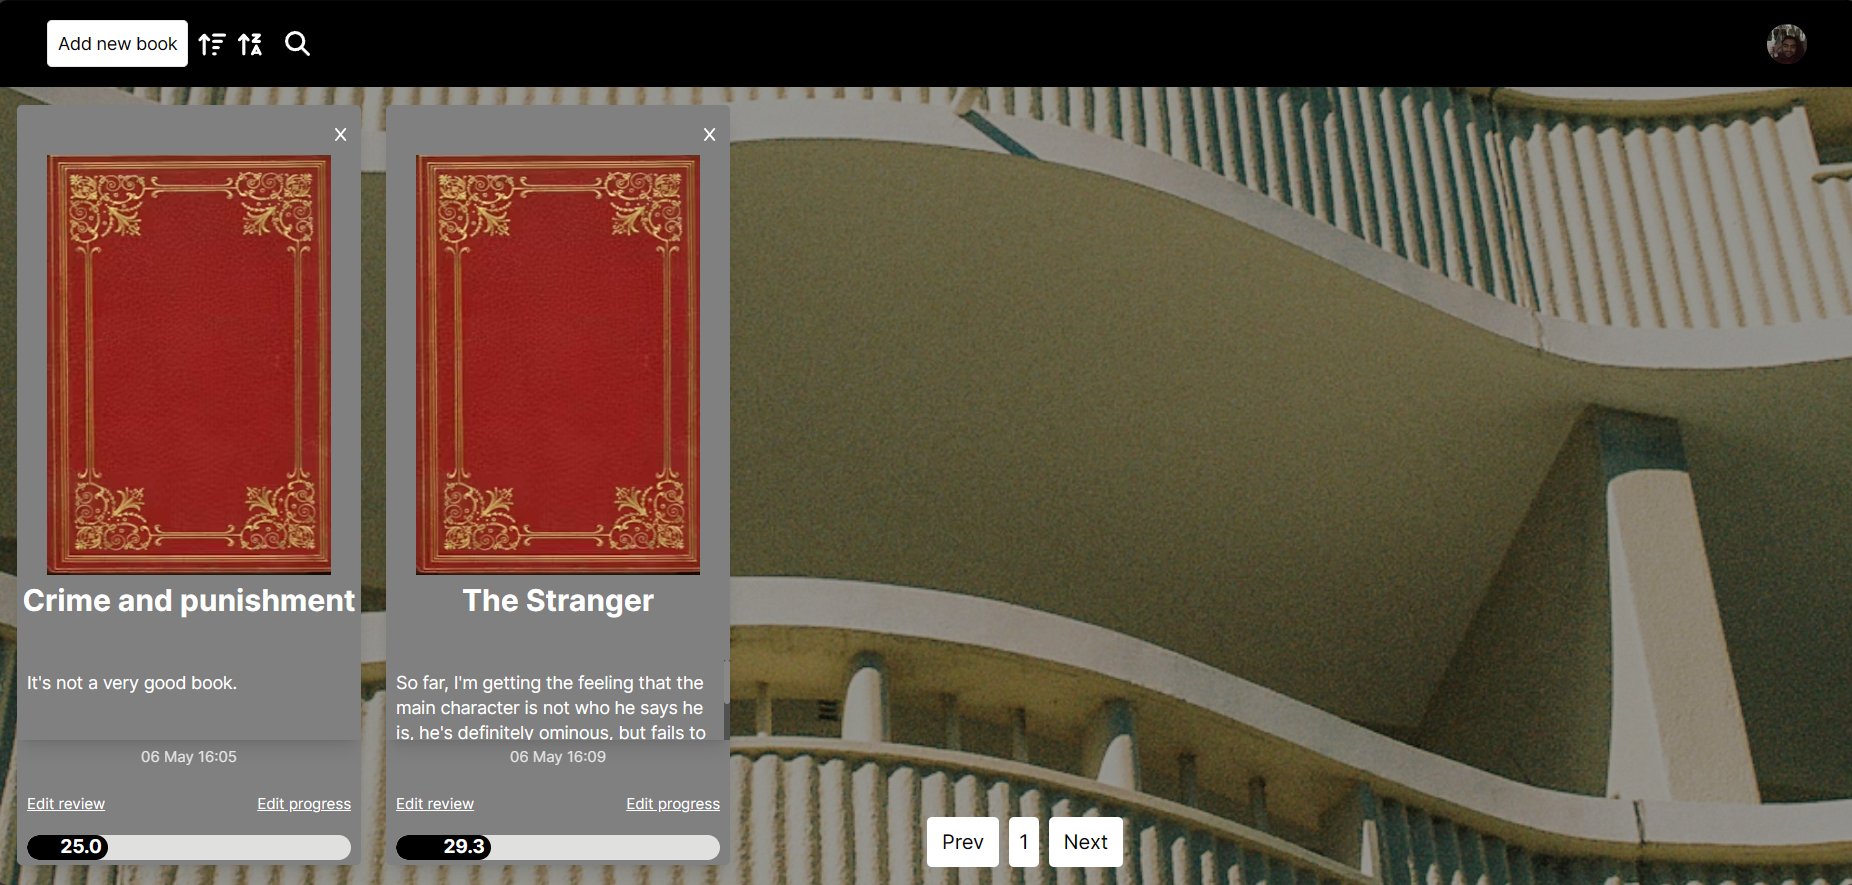 Add new book
X
X
Crime and punishment
The Stranger
It's not a very good book.
So far, I'm getting the feeling that the
main character is not who he says he
is, he's definitely ominous, but fails to
06 May 16:05
06 May 16:09
Edit review
Edit progress
Edit review
Edit progress
25.0
29.3
Prev
1
Next